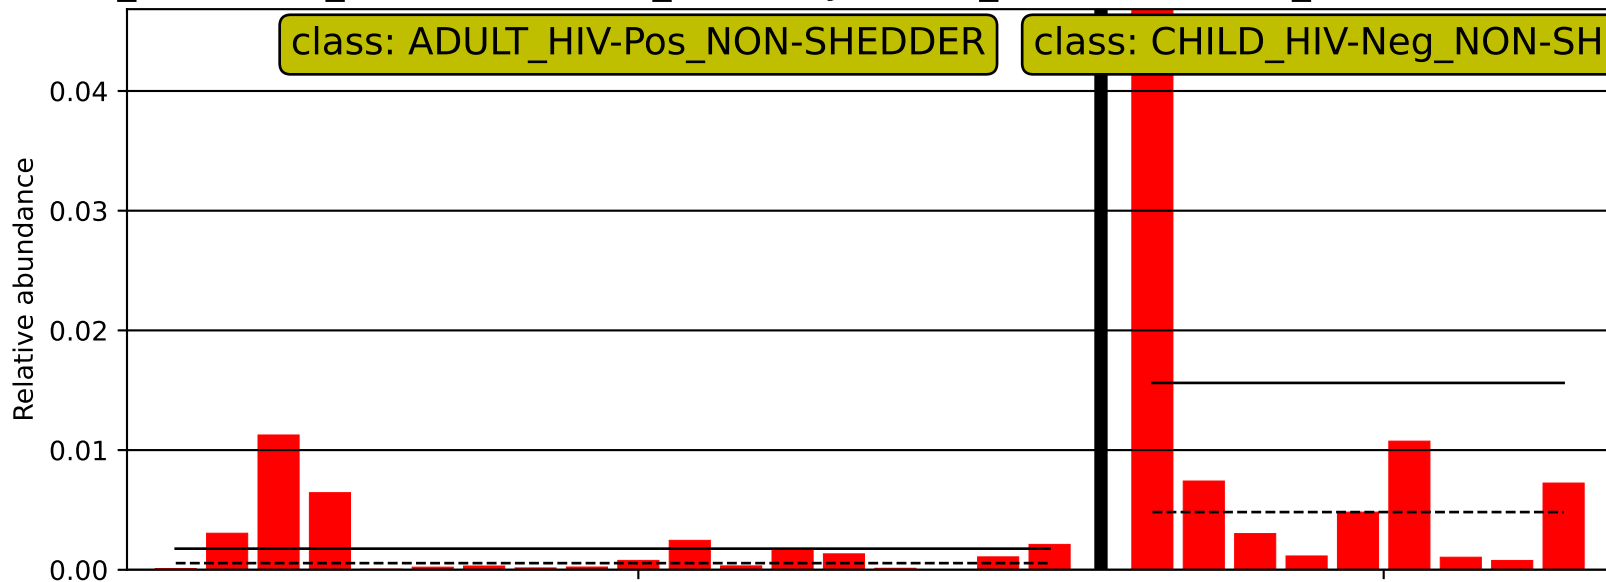 class: ADULT_HIV-Pos_NON-SHEDDER
class: CHILD_HIV-Neg_NON-SH
0.04
0.03
0.02
0.01
0.00
Relative abundance